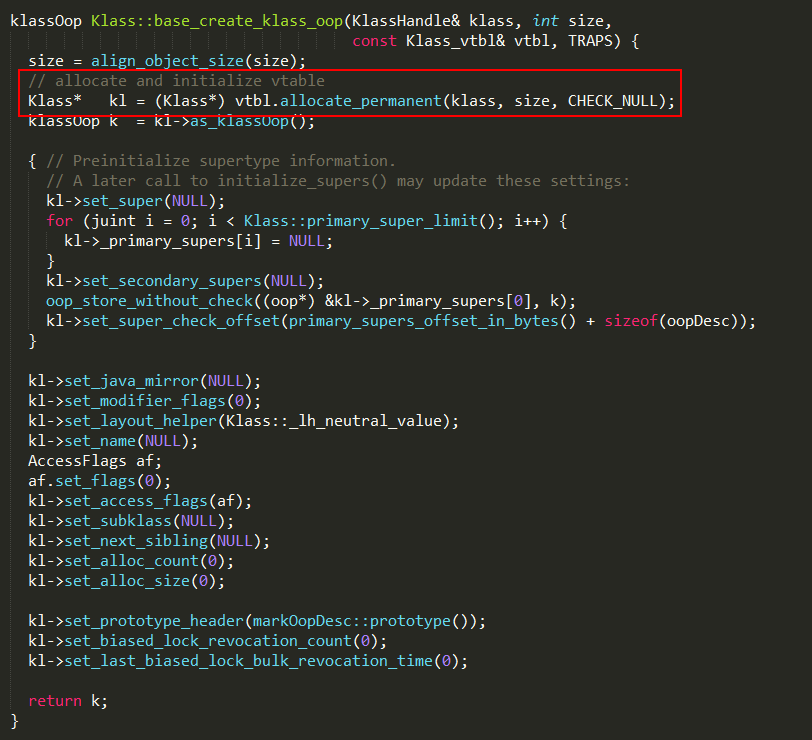 klassOop Klass::base_create_klass_oop(KlassHandle& klass, int size,
                                      const Klass_vtbl& vtbl, TRAPS) {
  size = align_object_size(size);
  // allocate and initialize vtable
  Klass*   kl = (Klass*) vtbl.allocate_permanent(klass, size, CHECK_NULL);
  klassOop k  = kl->as_klassOop();

  { // Preinitialize supertype information.
    // A later call to initialize_supers() may update these settings:
    kl->set_super(NULL);
    for (juint i = 0; i < Klass::primary_super_limit(); i++) {
      kl->_primary_supers[i] = NULL;
    }
    kl->set_secondary_supers(NULL);
    oop_store_without_check((oop*) &kl->_primary_supers[0], k);
    kl->set_super_check_offset(primary_supers_offset_in_bytes() + sizeof(oopDesc));
  }

  kl->set_java_mirror(NULL);
  kl->set_modifier_flags(0);
  kl->set_layout_helper(Klass::_lh_neutral_value);
  kl->set_name(NULL);
  AccessFlags af;
  af.set_flags(0);
  kl->set_access_flags(af);
  kl->set_subklass(NULL);
  kl->set_next_sibling(NULL);
  kl->set_alloc_count(0);
  kl->set_alloc_size(0);

  kl->set_prototype_header(markOopDesc::prototype());
  kl->set_biased_lock_revocation_count(0);
  kl->set_last_biased_lock_bulk_revocation_time(0);

  return k;
}